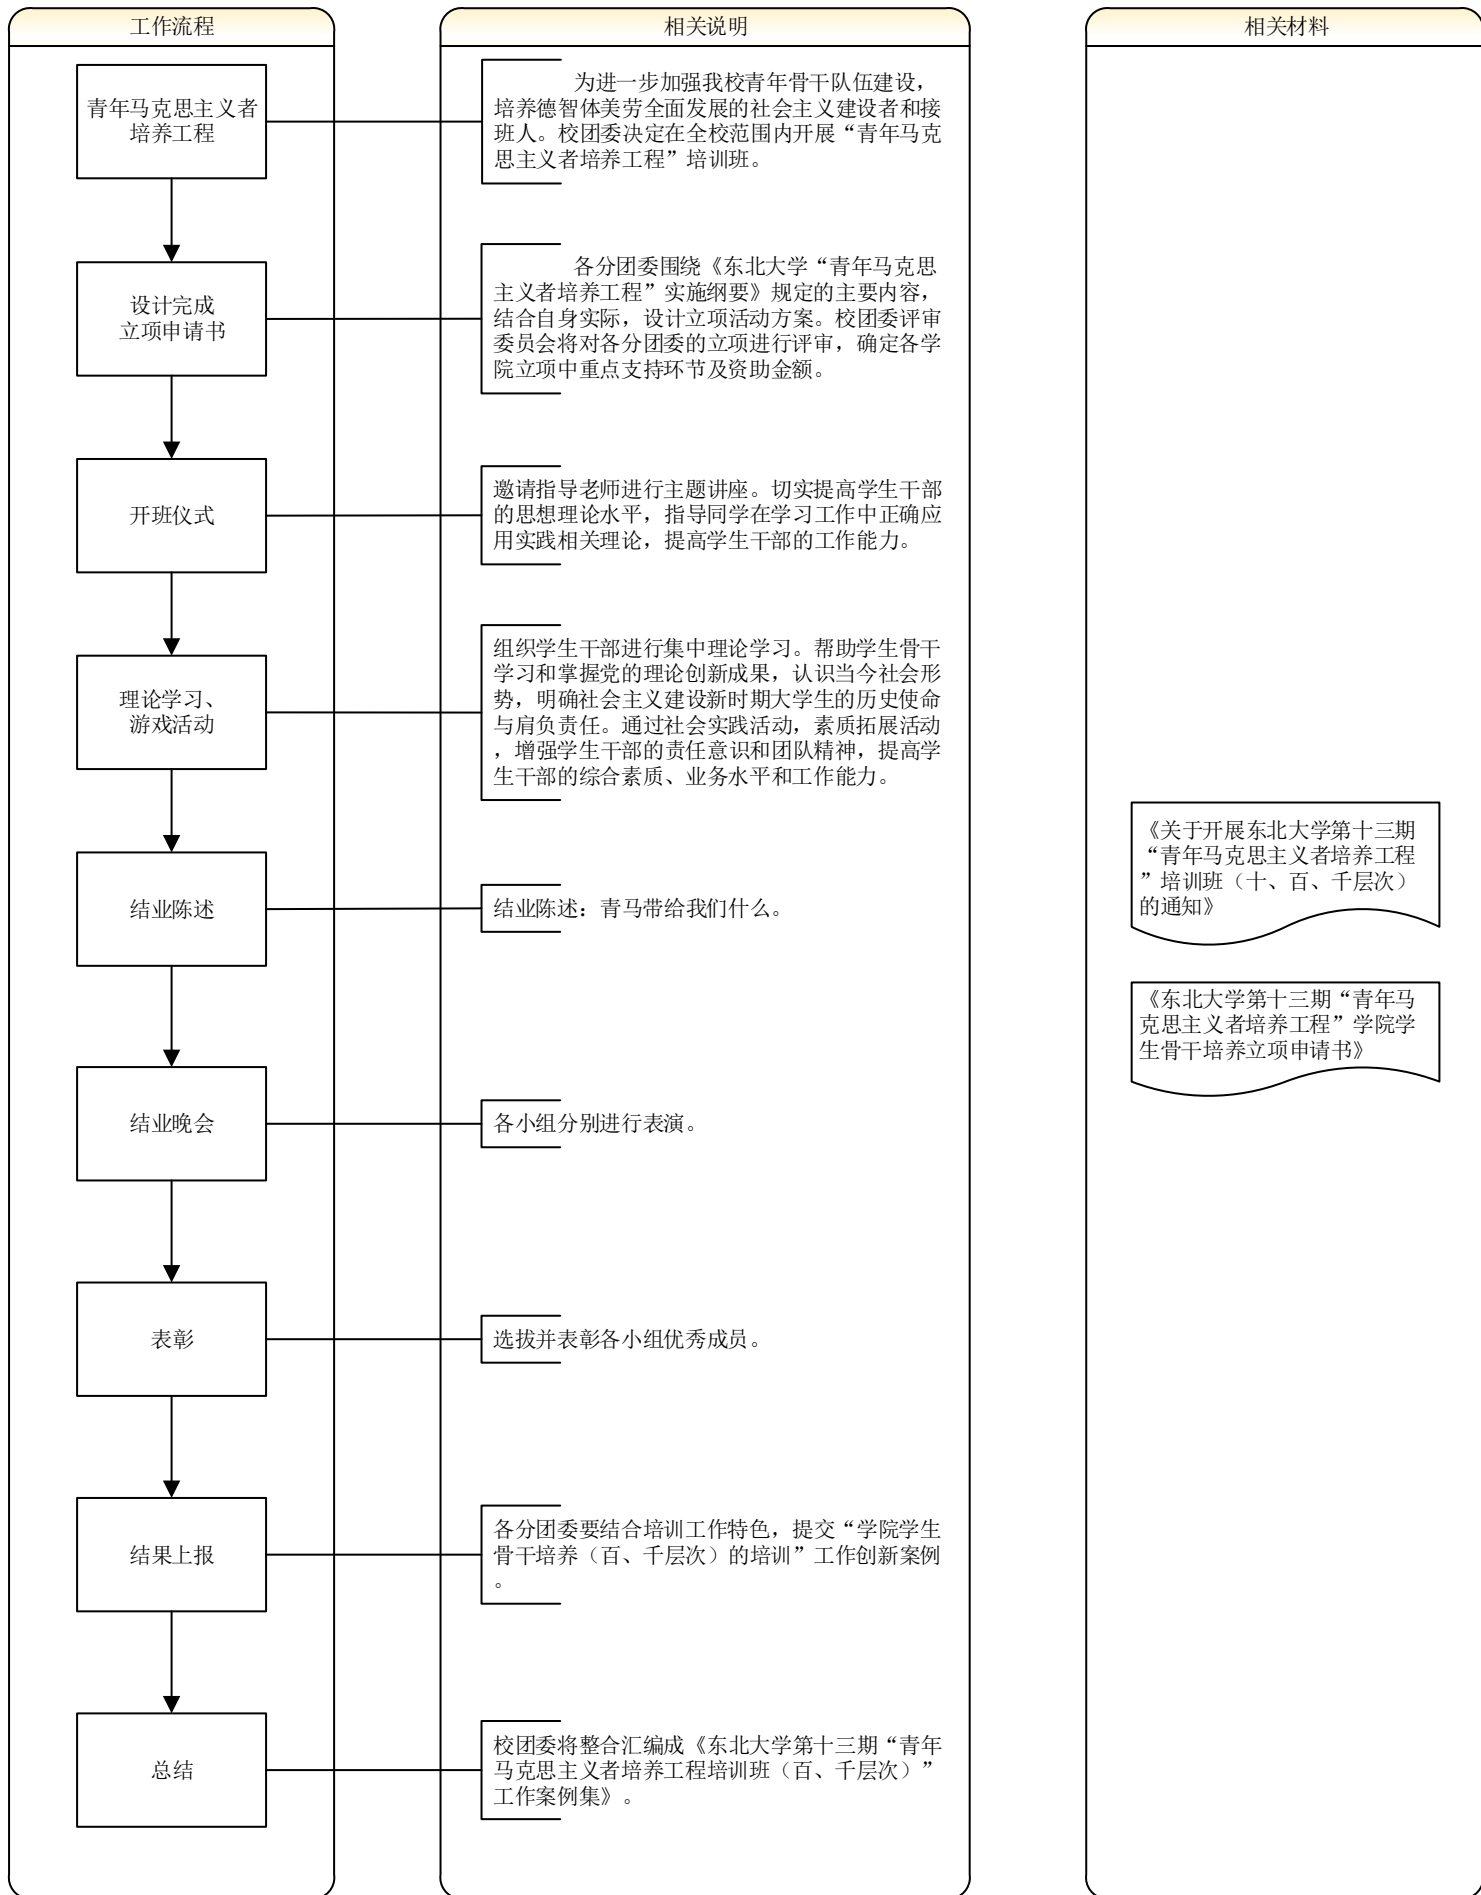 工作流程
相关说明
相关材料
青年马克思主义者
培养工程
为进一步加强我校青年骨干队伍建设，
培养德智体美劳全面发展的社会主义建设者和接
班人。校团委决定在全校范围内开展“青年马克
思主义者培养工程”培训班。
设计完成
立项申请书
各分团委围绕《东北大学“青年马克思
主义者培养工程”实施纲要》规定的主要内容，
结合自身实际，设计立项活动方案。校团委评审
委员会将对各分团委的立项进行评审，确定各学
院立项中重点支持环节及资助金额。
开班仪式
邀请指导老师进行主题讲座。切实提高学生干部
的思想理论水平，指导同学在学习工作中正确应
用实践相关理论，提高学生干部的工作能力。
理论学习、
游戏活动
组织学生干部进行集中理论学习。帮助学生骨干
学习和掌握党的理论创新成果，认识当今社会形
势，明确社会主义建设新时期大学生的历史使命
与肩负责任。通过社会实践活动，素质拓展活动
，增强学生干部的责任意识和团队精神，提高学
生干部的综合素质、业务水平和工作能力。
结业陈述
结业陈述：青马带给我们什么。
《关于开展东北大学第十三期
“青年马克思主义者培养工程
”培训班（十、百、千层次）
的通知》
《东北大学第十三期“青年马
克思主义者培养工程”学院学
生骨干培养立项申请书》
结业晚会
各小组分别进行表演。
表彰
选拔并表彰各小组优秀成员。
结果上报
各分团委要结合培训工作特色，提交“学院学生
骨干培养（百、千层次）的培训”工作创新案例
。
总结
校团委将整合汇编成《东北大学第十三期“青年
马克思主义者培养工程培训班（百、千层次）”
工作案例集》。